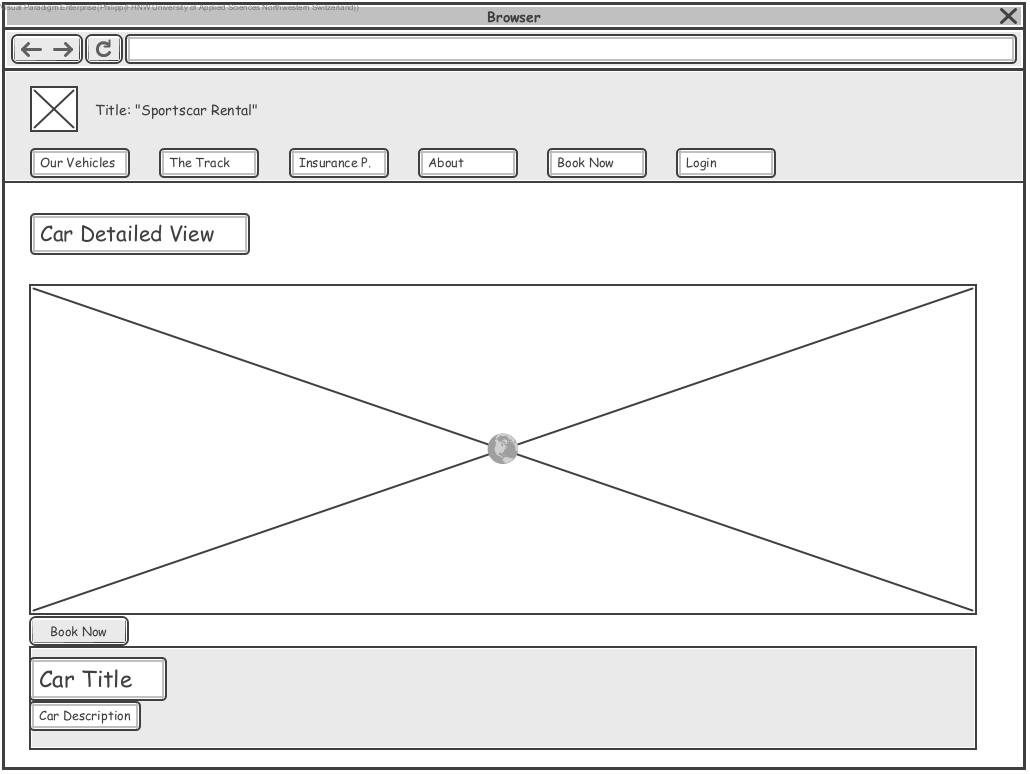 Visual Paradigm Enterprise(Philipp(FHNW University of Applied Sciences Northwestern Switzerland))
Browser
Title: "Sportscar Rental"
Our Vehicles
The Track
Insurance P.
About
Book Now
Login
Car Detailed View
Book Now
Car Title
Car Description